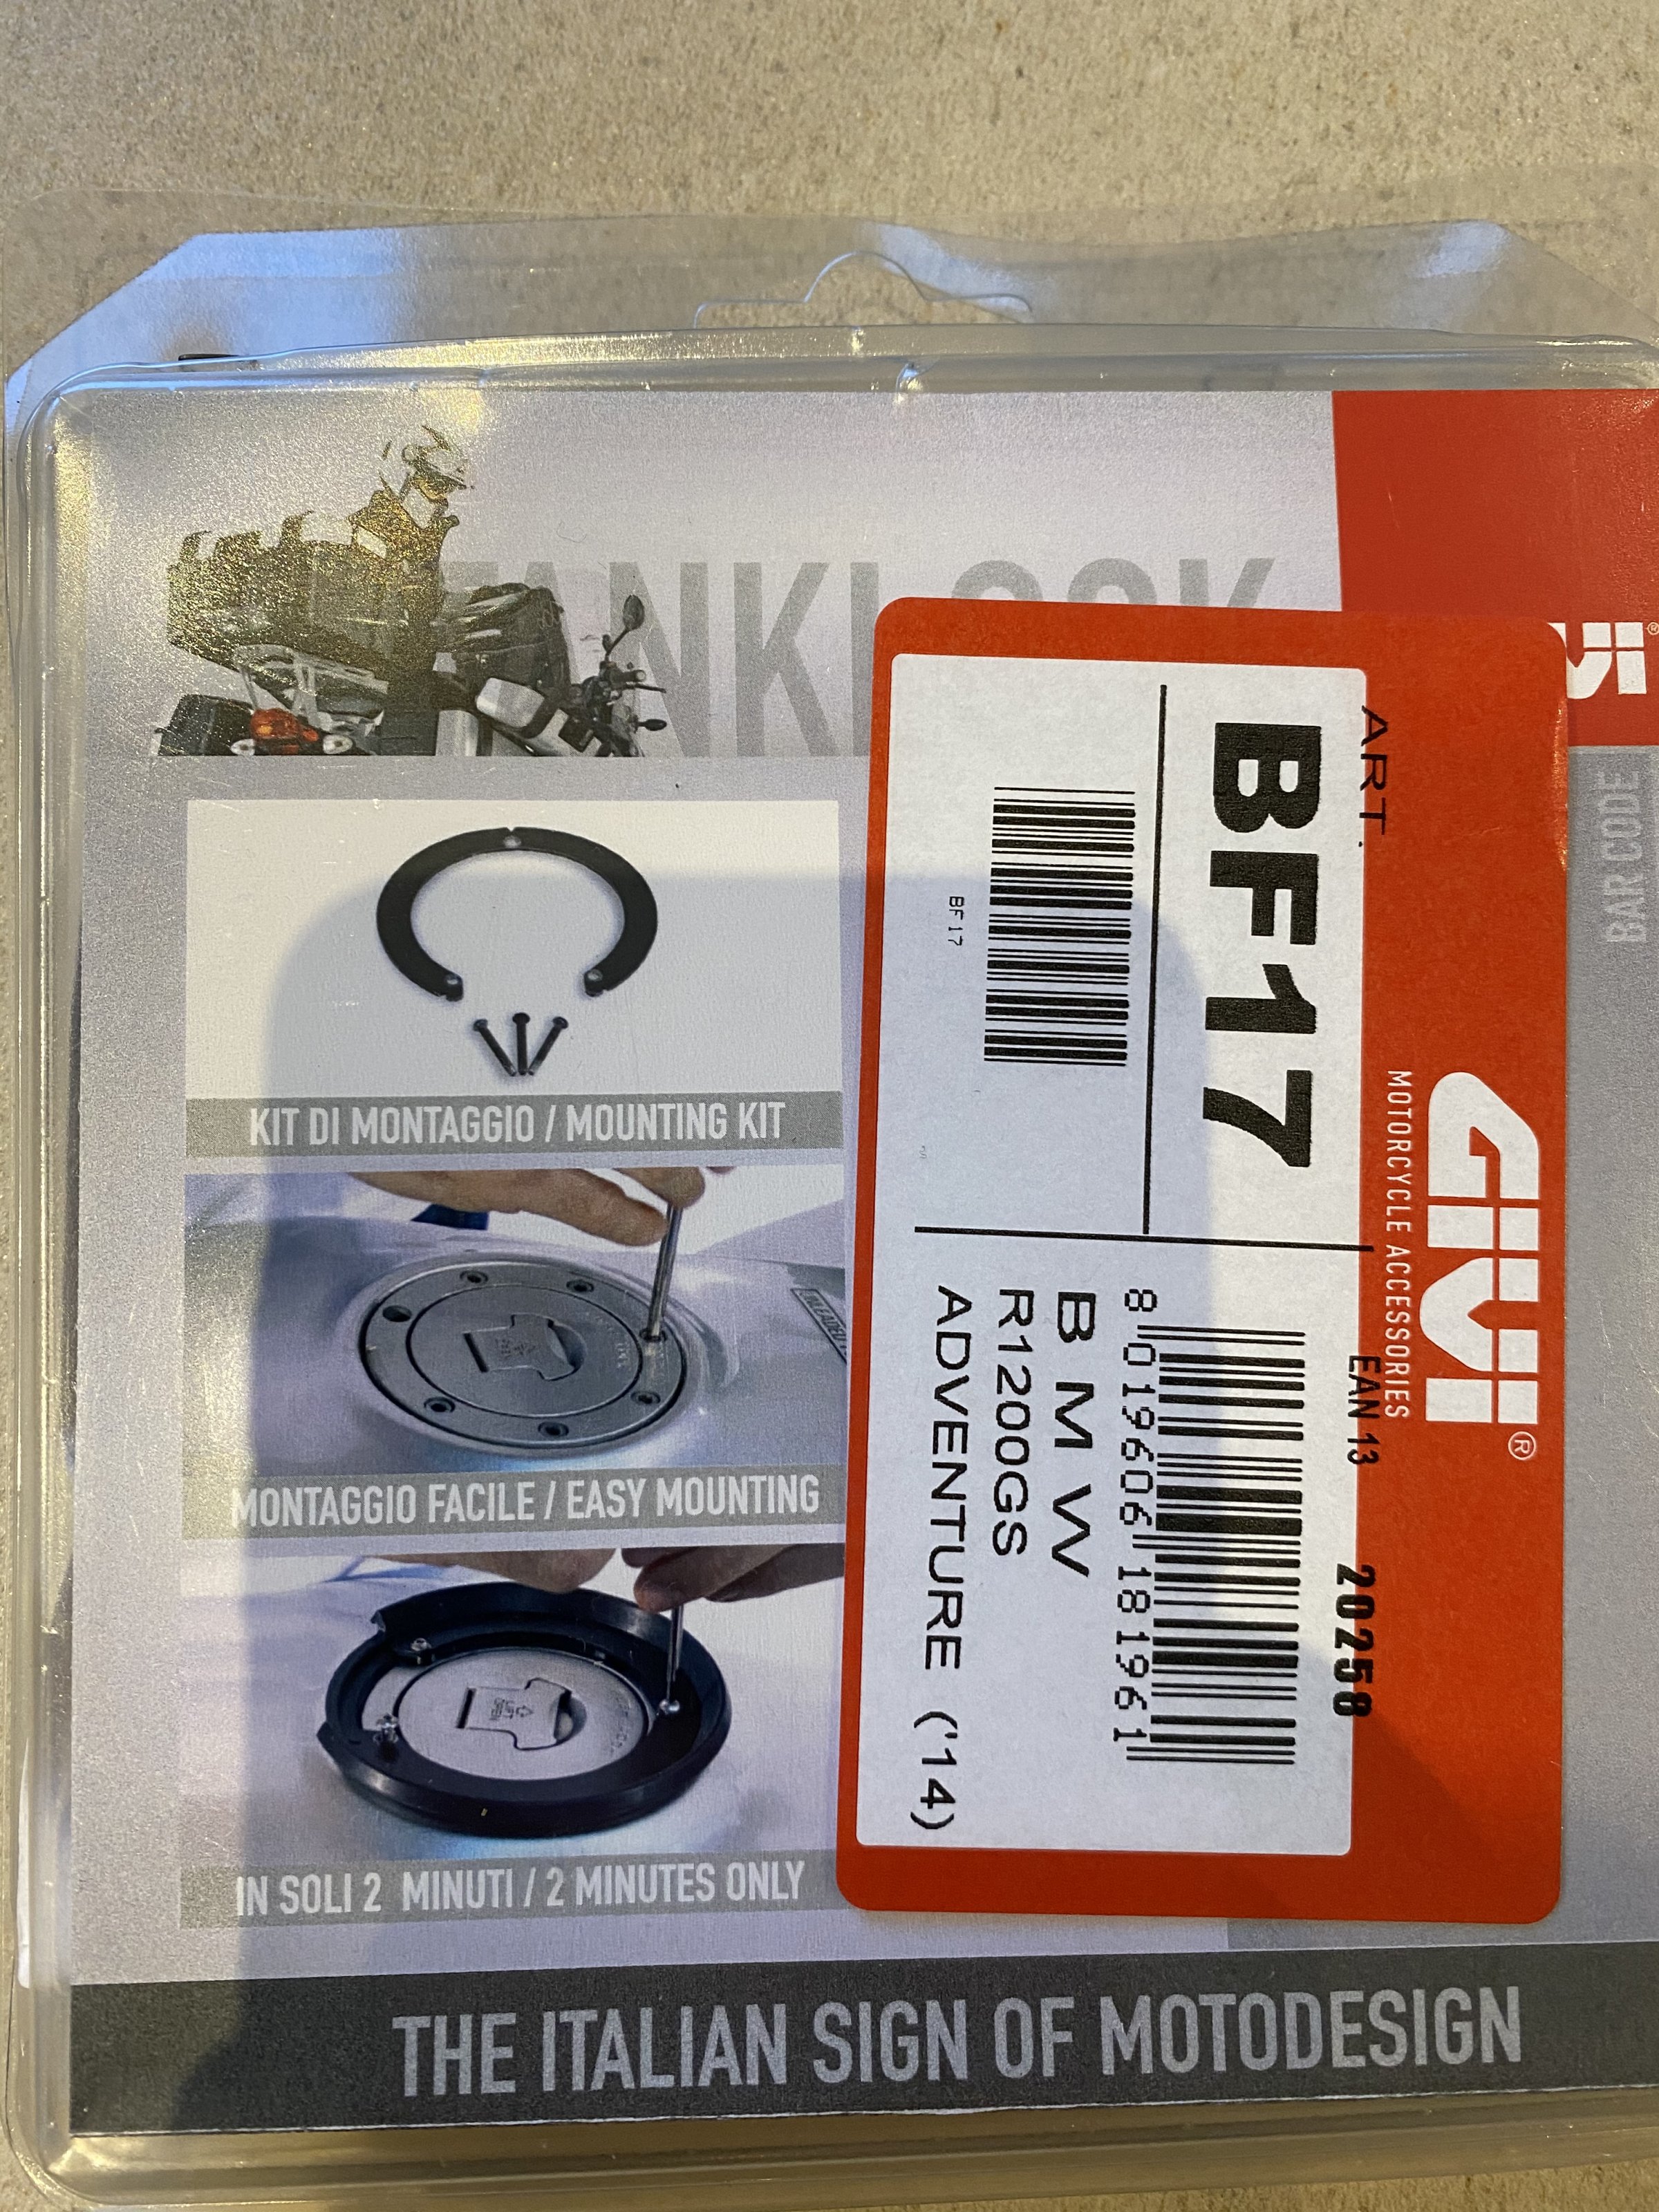 TANKLOCK
BAR CODE
GIVI®
MOTORCYCLE ACCESSORIES
ART.
BF17
BF17
EAN 13
20258
8 019606 181961
B M W
R1200GS
ADVENTURE ('14)
KIT DI MONTAGGIO / MOUNTING KIT
MONTAGGIO FACILE / EASY MOUNTING
IN SOLI 2 MINUTI / 2 MINUTES ONLY
THE ITALIAN SIGN OF MOTODESIGN